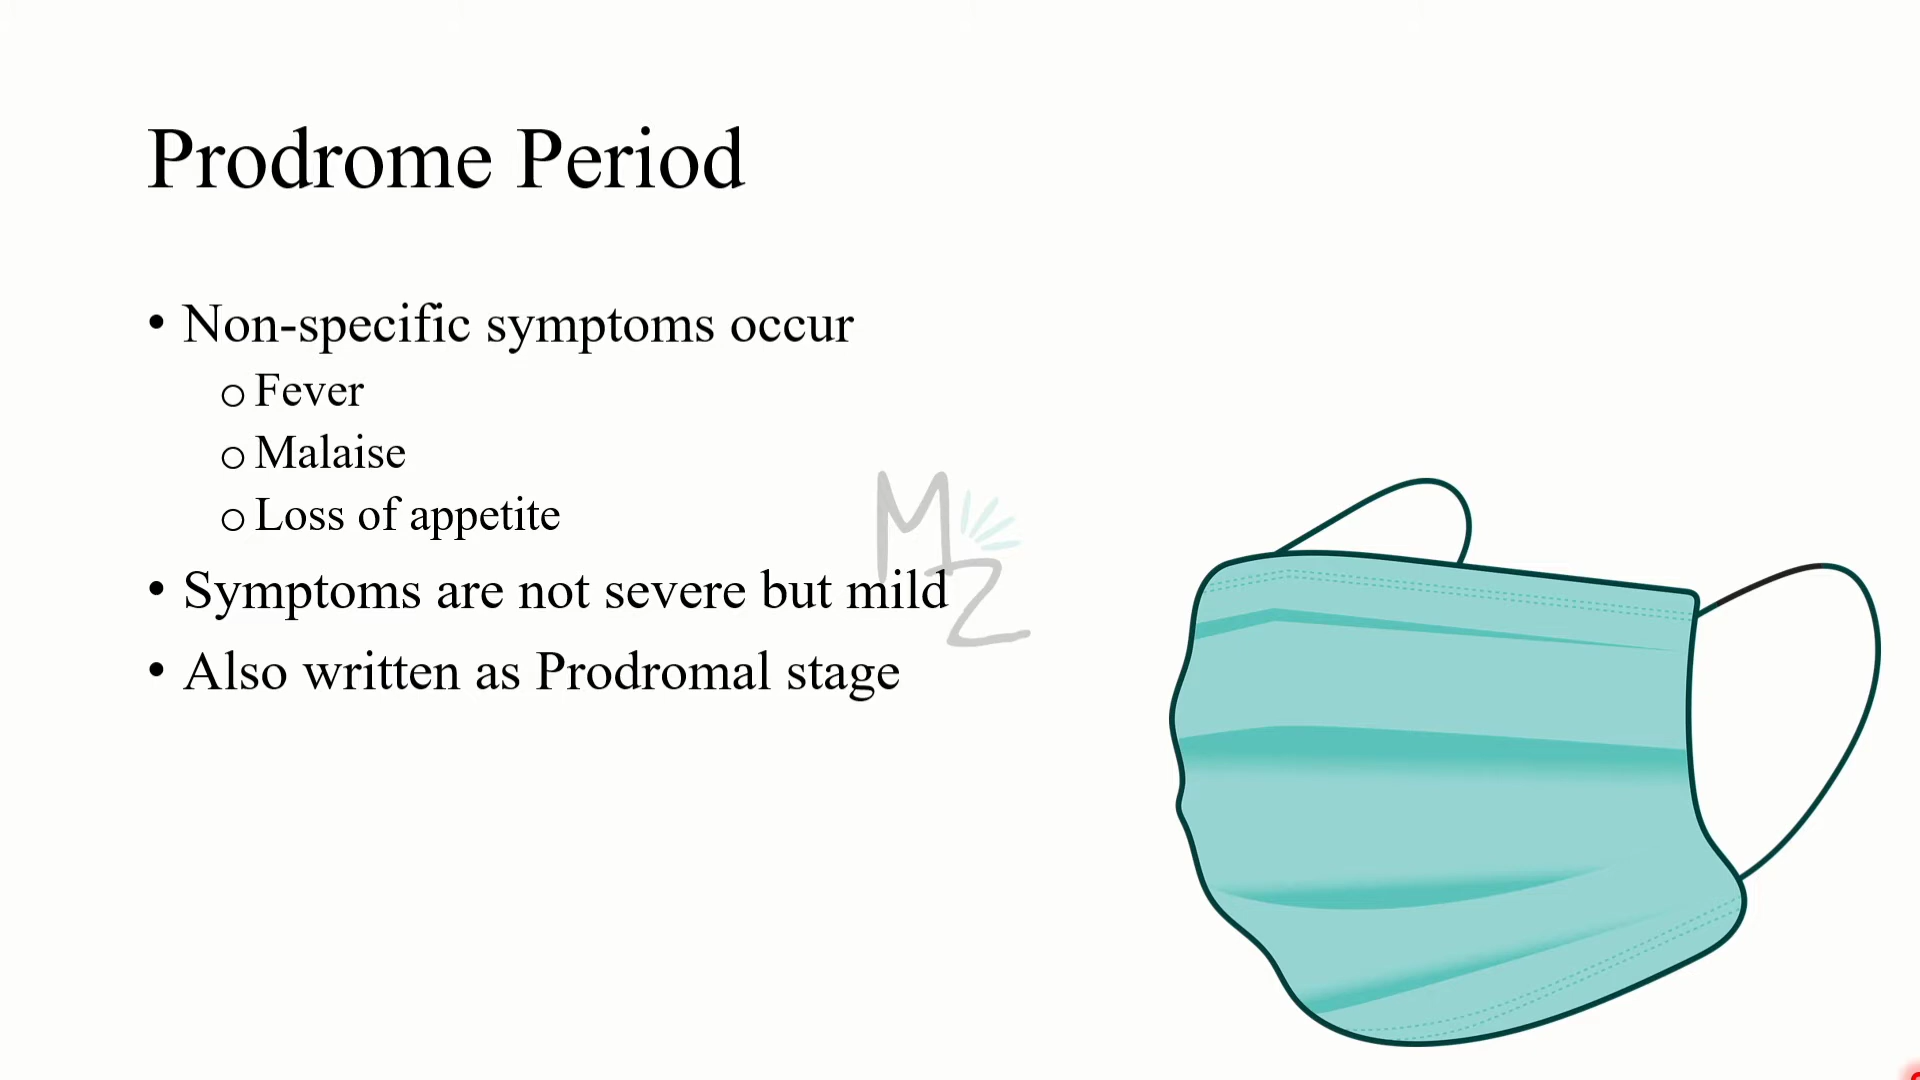 Prodrome Period
• Non-specific symptoms occur
o Fever
o Malaise
o Loss of appetite
• Symptoms are not severe but mild
• Also written as Prodromal stage
MZ